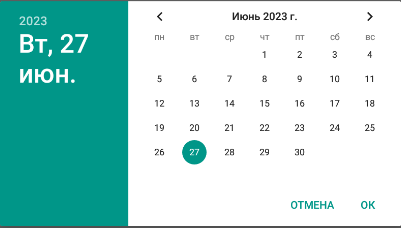 2023
Вт, 27
июн.
Июнь 2023 г.
пн вт ср чт пт сб вс
1 2 3 4
5 6 7 8 9 10 11
12 13 14 15 16 17 18
19 20 21 22 23 24 25
26 27 28 29 30
ОТМЕНА ОК